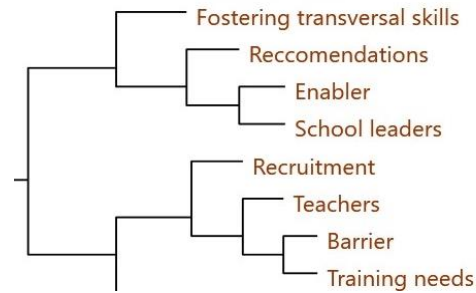 Fostering transversal skills
Reccomendations
Enabler
School leaders
Recruitment
Teachers
Barrier
Training needs